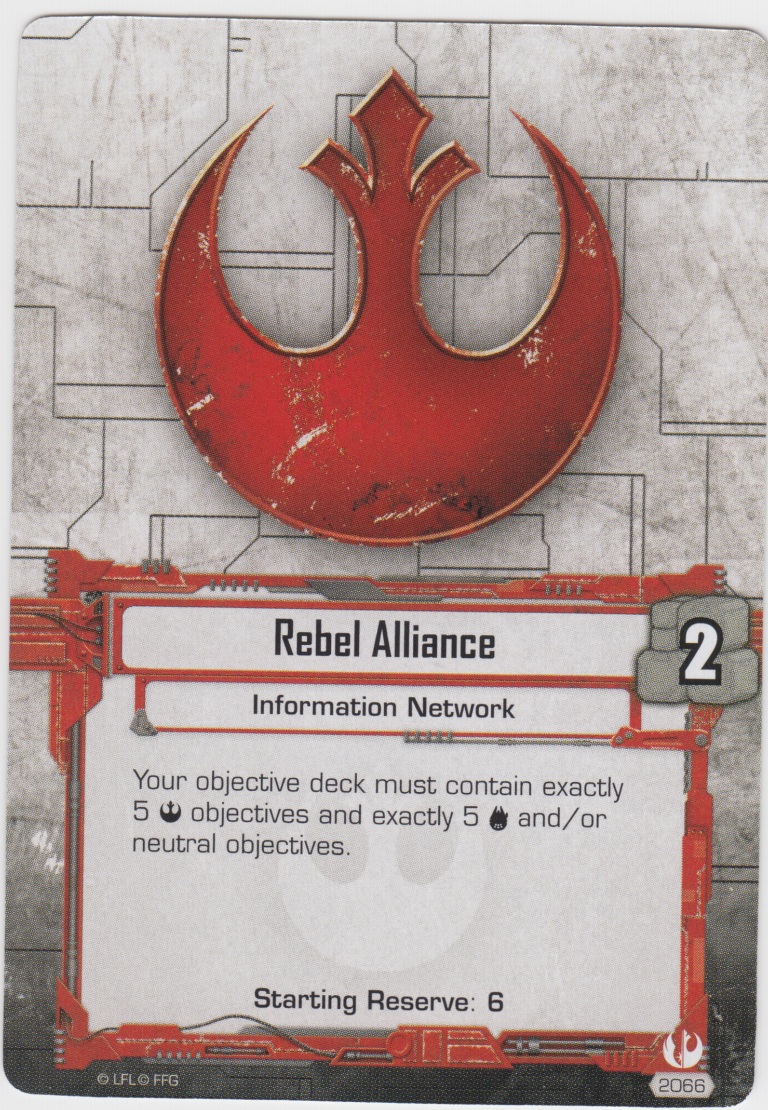 Rebel Alliance
2
Information Network
Your objective deck must contain exactly
5 objectives and exactly 5 and/or
neutral objectives.
Starting Reserve: 6
© LFL © FFG
2066